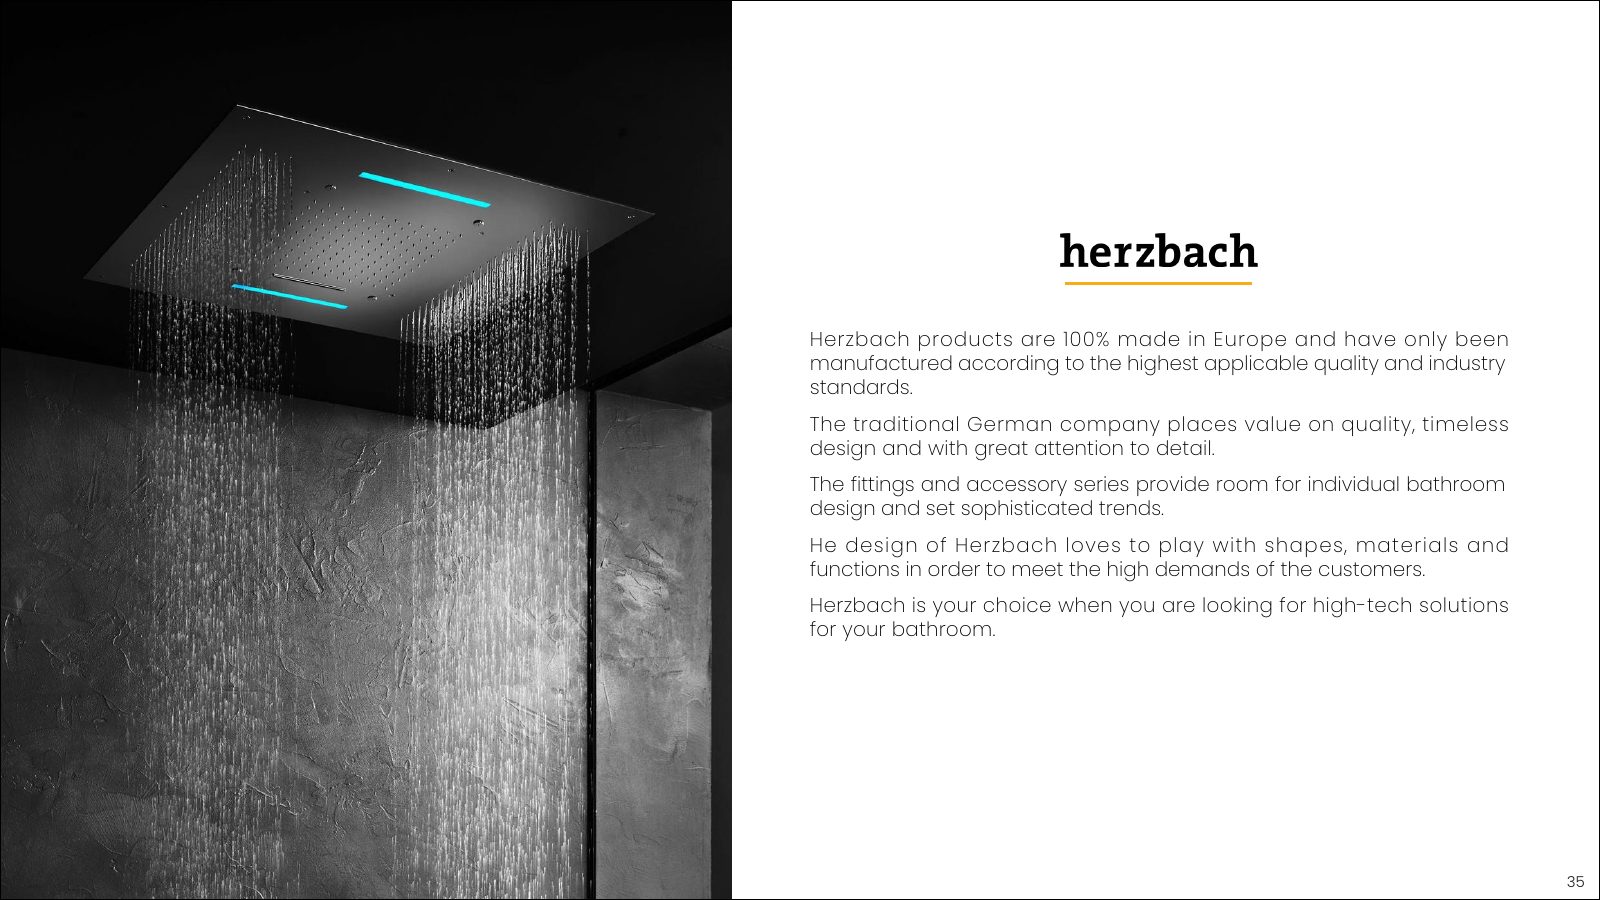 herzbach
Herzbach products are 100% made in Europe and have only been
manufactured according to the highest applicable quality and industry
standards.
The traditional German company places value on quality, timeless
design and with great attention to detail.
The fittings and accessory series provide room for individual bathroom
design and set sophisticated trends.
He design of Herzbach loves to play with shapes, materials and
functions in order to meet the high demands of the customers.
Herzbach is your choice when you are looking for high-tech solutions
for your bathroom.
35